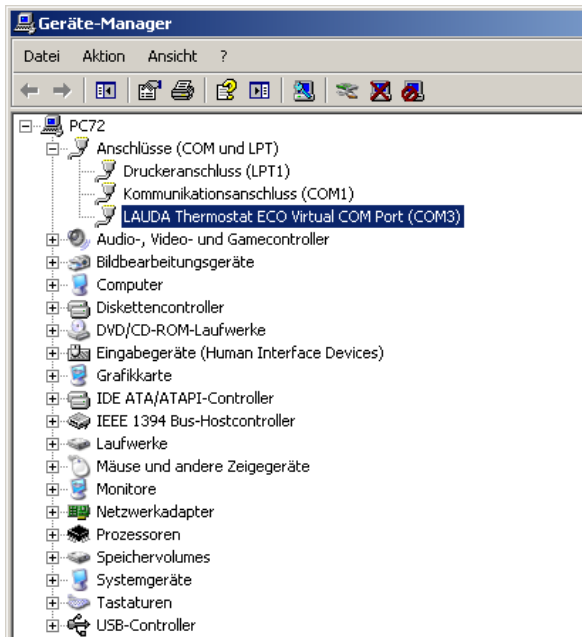 Geräte-Manager
Datei Aktion Ansicht ?
PC72
Anschlüsse (COM und LPT)
Druckeranschluss (LPT1)
Kommunikationsanschluss (COM1)
LAUDA Thermostat ECO Virtual COM Port (COM3)
Audio-, Video- und Gamecontroller
Bildbearbeitungsgeräte
Computer
Diskettencontroller
DVD/CD-ROM-Laufwerke
Eingabegeräte (Human Interface Devices)
Grafikkarte
IDE ATA/ATAPI-Controller
IEEE 1394 Bus-Hostcontroller
Laufwerke
Mäuse und andere Zeigegeräte
Monitore
Netzwerkadapter
Prozessoren
Speichervolumes
Systemgeräte
Tastaturen
USB-Controller